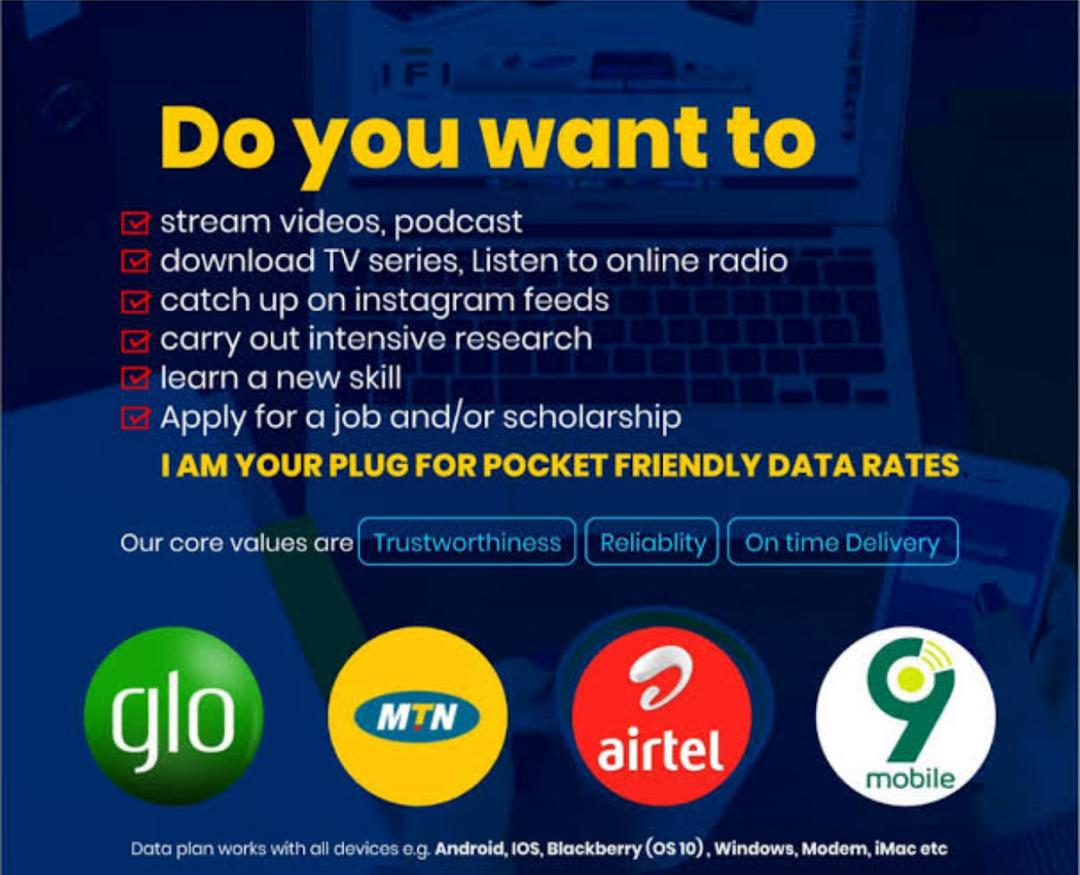 IFI
Do you want to
stream videos, podcast
download TV series, Listen to online radio
catch up on instagram feeds
carry out intensive research
learn a new skill
Apply for a job and/or scholarship
I AM YOUR PLUG FOR POCKET FRIENDLY DATA RATES
Our core values are Trustworthiness Reliablity On time Delivery
glo MTN airtel 9 mobile
Data plan works with all devices e.g. Android, IOS, Blackberry (OS 10) , Windows, Modem, iMac etc